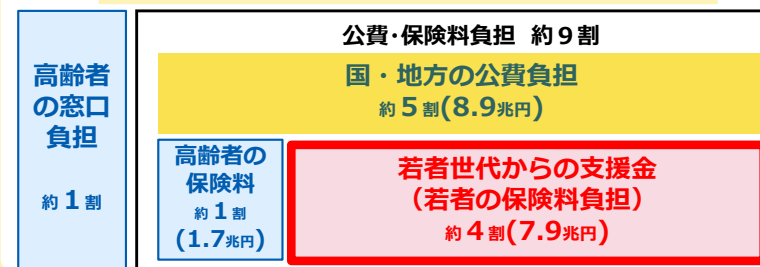 高齢者
の窓口
負担
約1割
公費・保険料負担 約9割
国・地方の公費負担
約5割(8.9兆円)
高齢者の
保険料
約1割
(1.7兆円)
若者世代からの支援金
（若者の保険料負担）
約4割(7.9兆円)